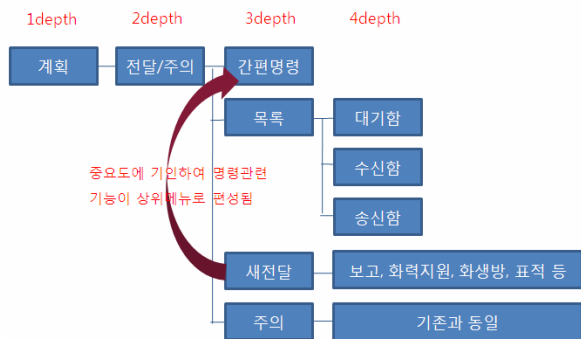 1depth 2depth 3depth 4depth
계획 전달/주의 간편명령
목록 대기함
수신함
송신함
중요도에 기인하여 명령관련
기능이 상위메뉴로 편성됨
새전달 보고, 화력지원, 화생방, 표적 등
주의 기존과 동일